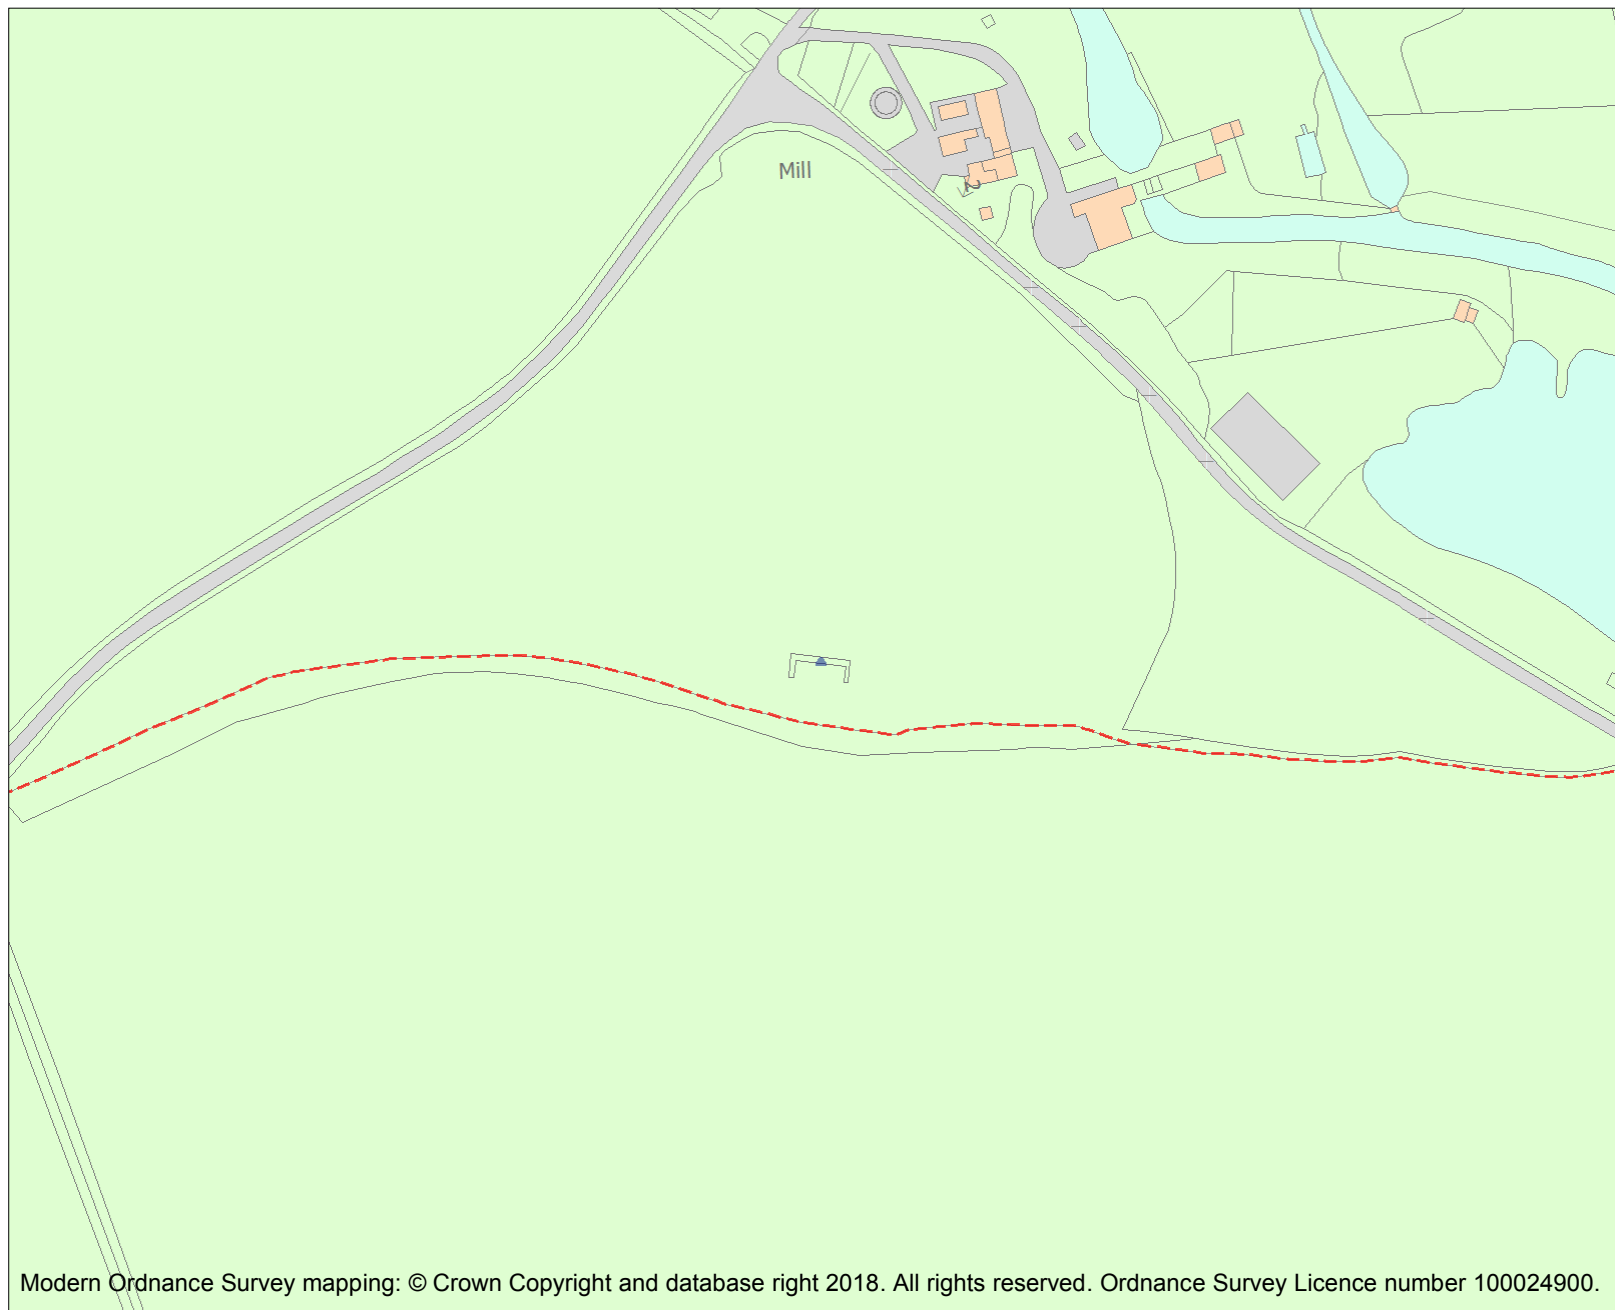 Mill
2
Modern Ordnance Survey mapping: © Crown Copyright and database right 2018. All rights reserved. Ordnance Survey Licence number 100024900.